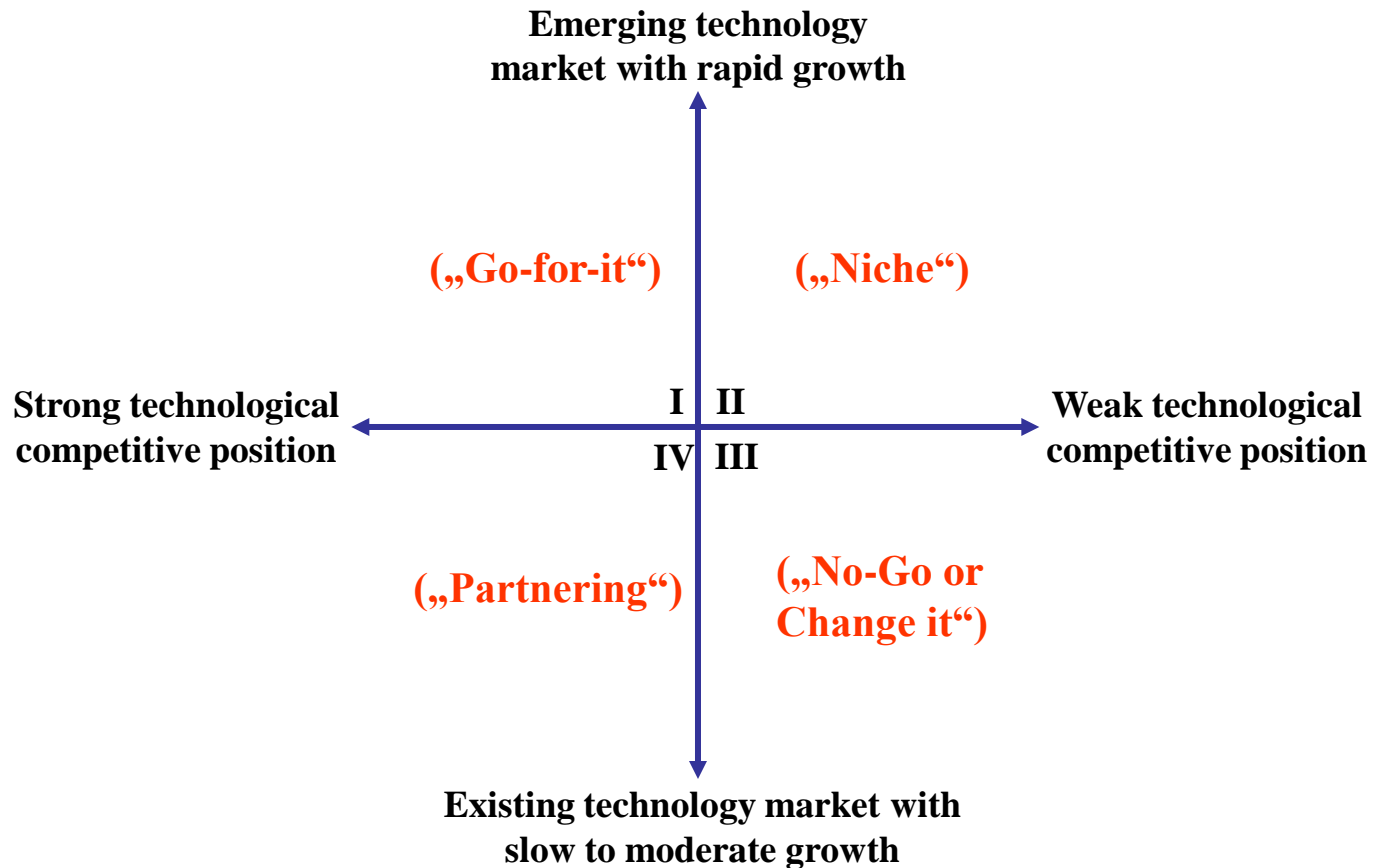 Emerging technology
market with rapid growth
(„Go-for-it“)
(„Niche“)
I
II
Strong technological
competitive position
Weak technological
competitive position
IV
III
(„Partnering“)
(„No-Go or
Change it“)
Existing technology market with
slow to moderate growth